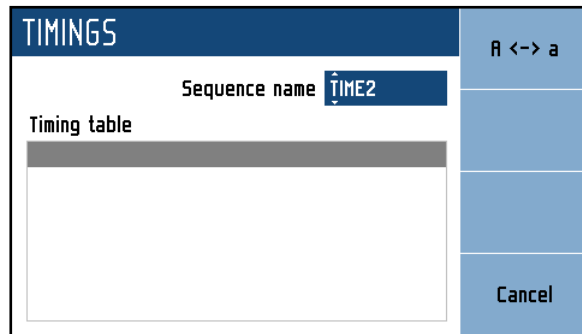 TIMINGS
A <-> a
Sequence name TIME2
Timing table
Cancel